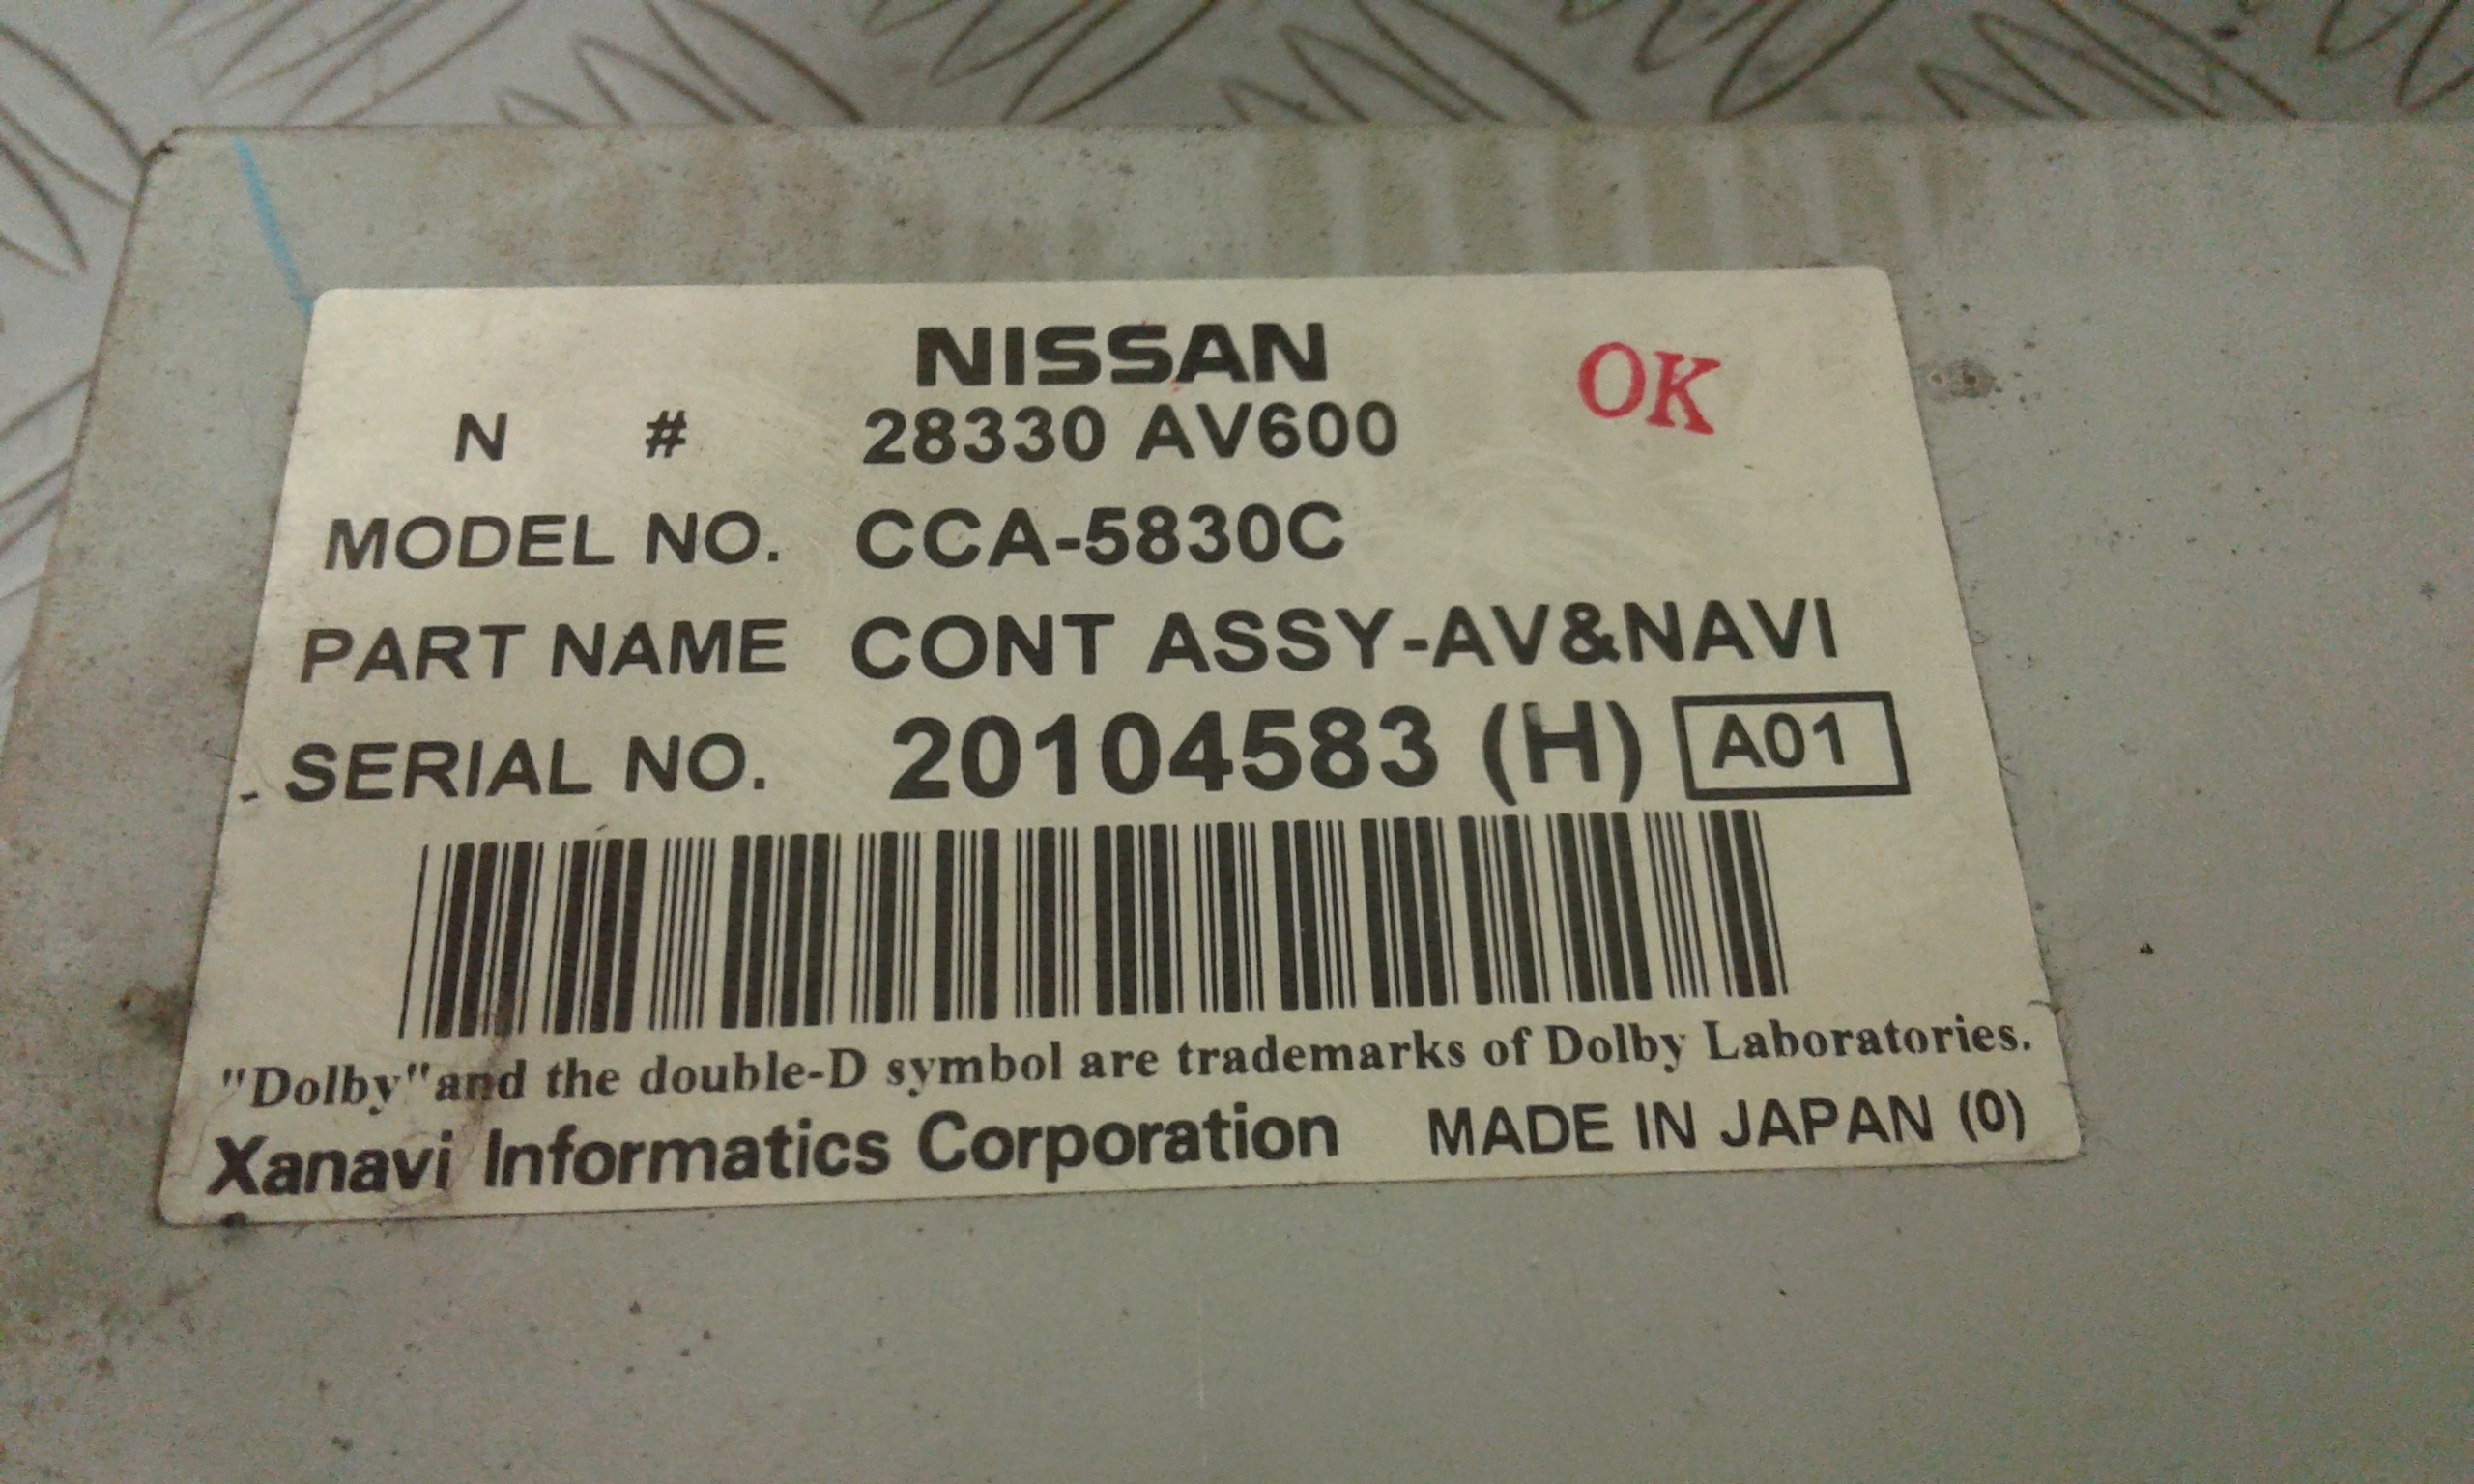 NISSAN
OK
N # 28330 AV600
MODEL NO. CCA-5830C
PART NAME CONT ASSY-AV&NAVI
SERIAL NO. 20104583 (H) A01
"Dolby"and the double-D symbol are trademarks of Dolby Laboratories.
Xanavi Informatics Corporation MADE IN JAPAN (0)